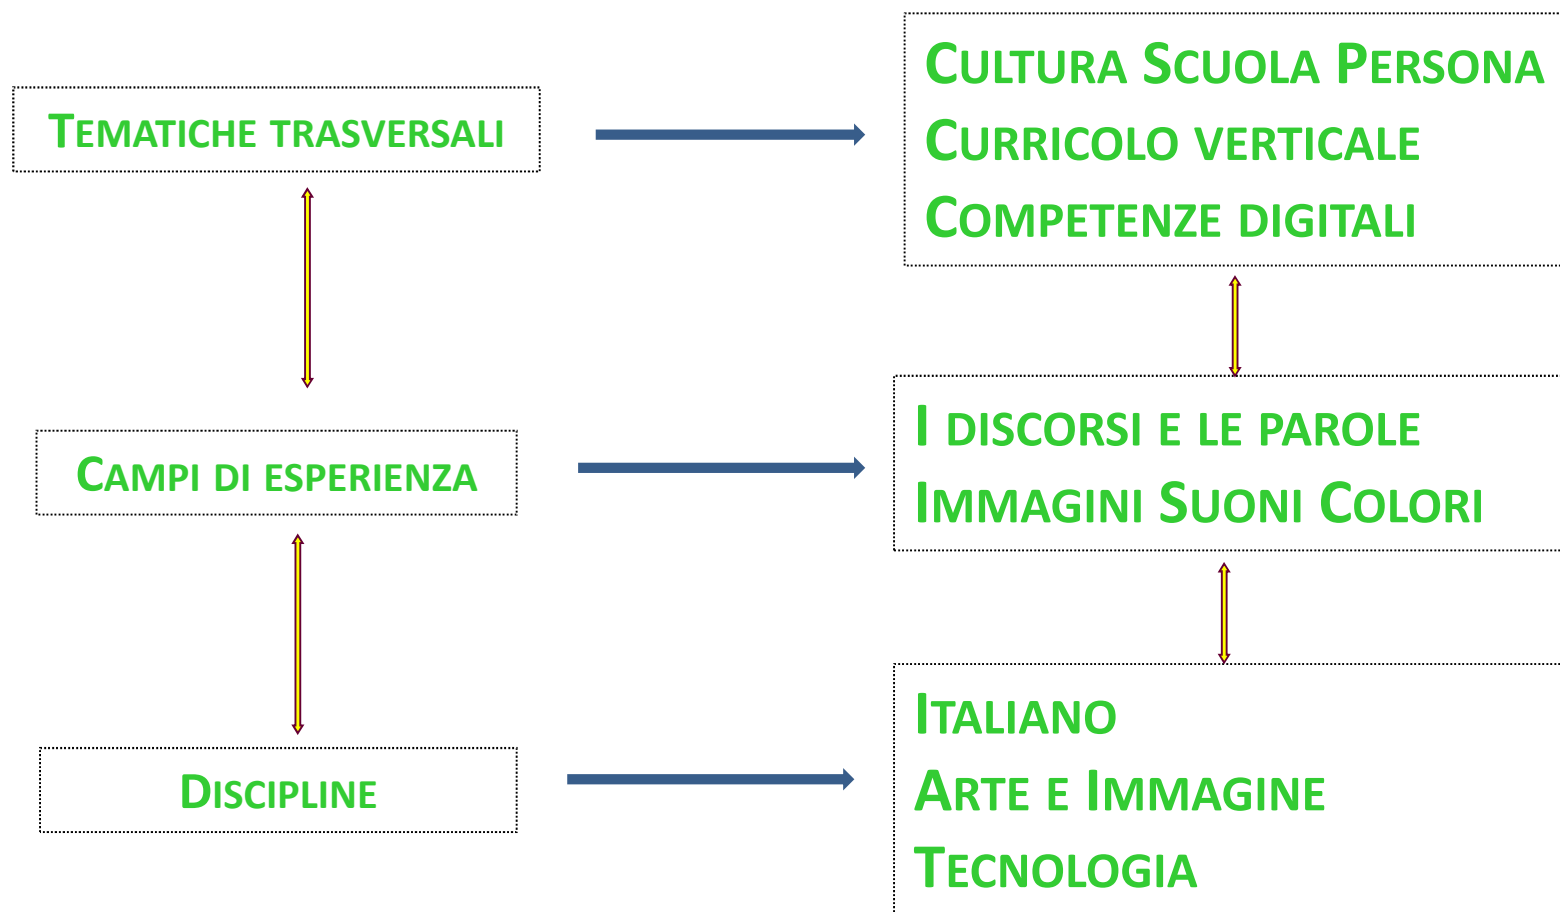 Tematiche trasversali
Cultura Scuola Persona
Curricolo verticale
Competenze digitali
Campi di esperienza
I discorsi e le parole
Immagini Suoni Colori
Discipline
Italiano
Arte e Immagine
Tecnologia